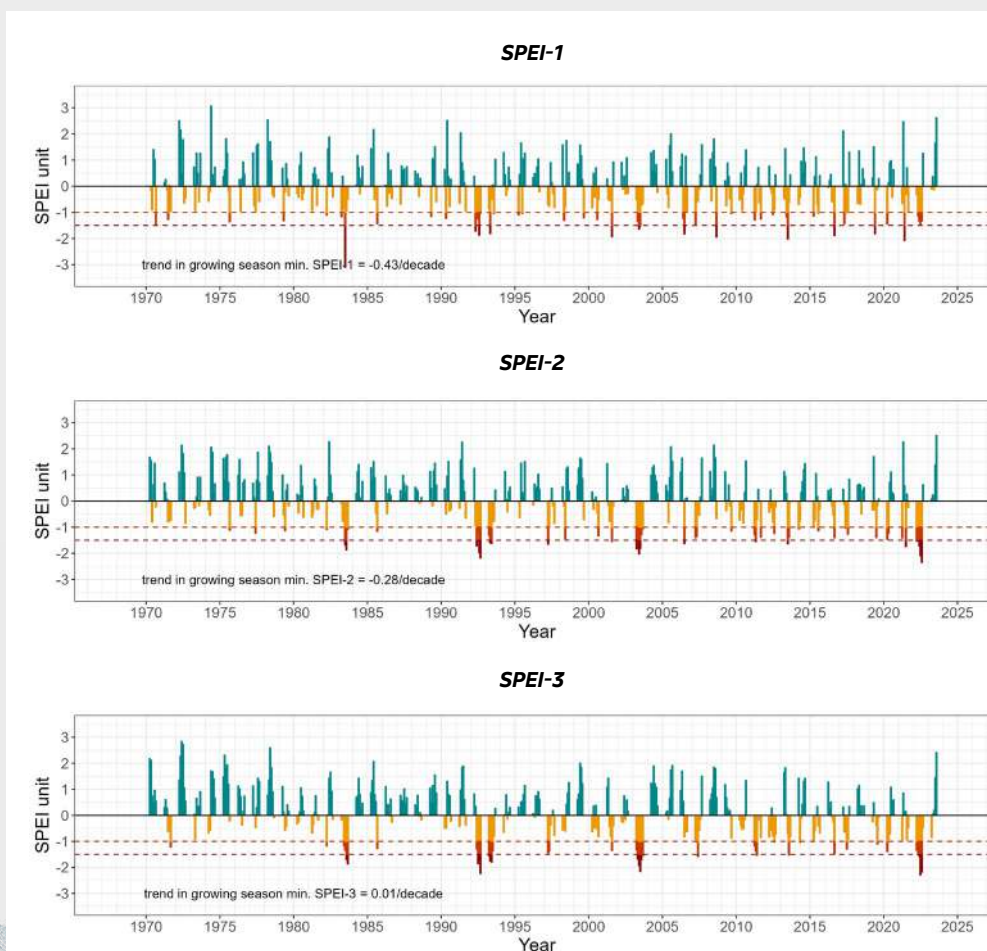 SPEI-1
SPEI unit
3
2
1
0
-1
-2
-3
trend in growing season min. SPEI-1 = -0.43/decade
1970 1975 1980 1985 1990 1995 2000 2005 2010 2015 2020 2025
Year
SPEI-2
SPEI unit
3
2
1
0
-1
-2
-3
trend in growing season min. SPEI-2 = -0.28/decade
1970 1975 1980 1985 1990 1995 2000 2005 2010 2015 2020 2025
Year
SPEI-3
SPEI unit
3
2
1
0
-1
-2
-3
trend in growing season min. SPEI-3 = 0.01/decade
1970 1975 1980 1985 1990 1995 2000 2005 2010 2015 2020 2025
Year